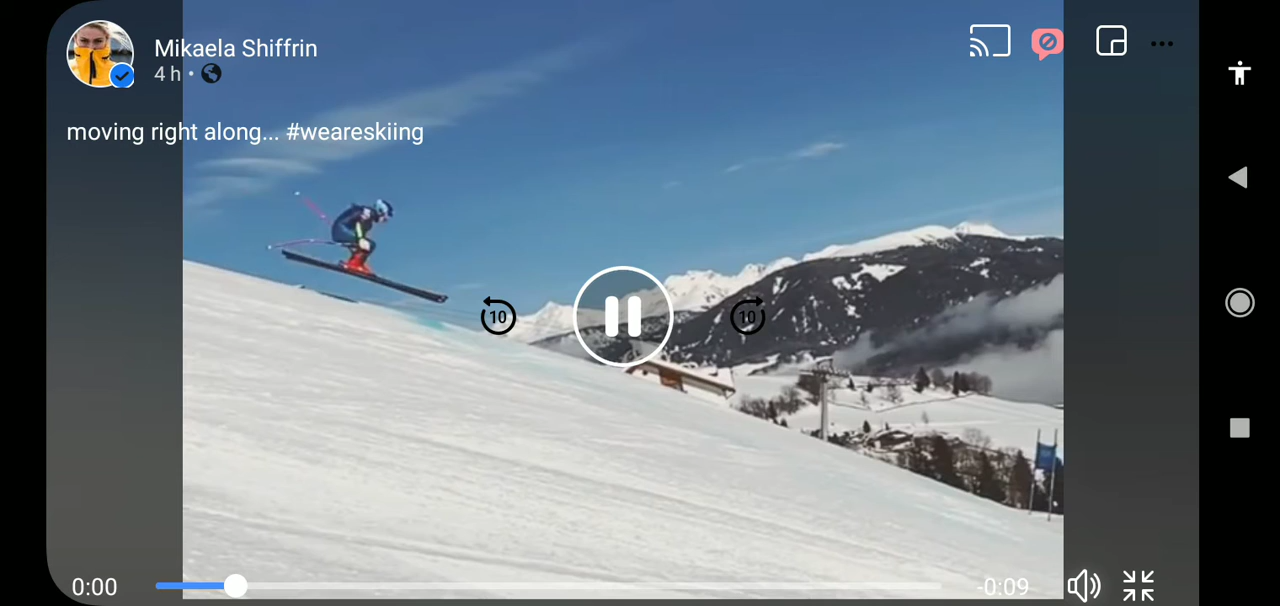 Mikaela Shiffrin
4 h •
moving right along... #weareskiing
10
10
0:00
-0:09